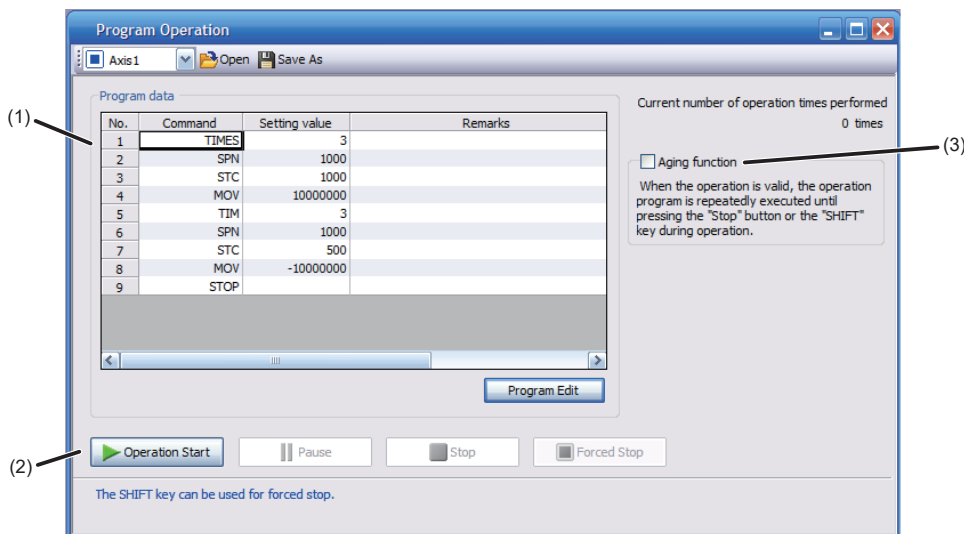 Program Operation
Axis1 Open Save As
Program data
(1)
No. Command Setting value Remarks
1 TIMES 3
2 SPN 1000
3 STC 1000
4 MOV 10000000
5 TIM 3
6 SPN 1000
7 STC 500
8 MOV -10000000
9 STOP
Program Edit
Current number of operation times performed
0 times
(3)
Aging function
When the operation is valid, the operation
program is repeatedly executed until
pressing the "Stop" button or the "SHIFT"
key during operation.
(2)
Operation Start Pause Stop Forced Stop
The SHIFT key can be used for forced stop.